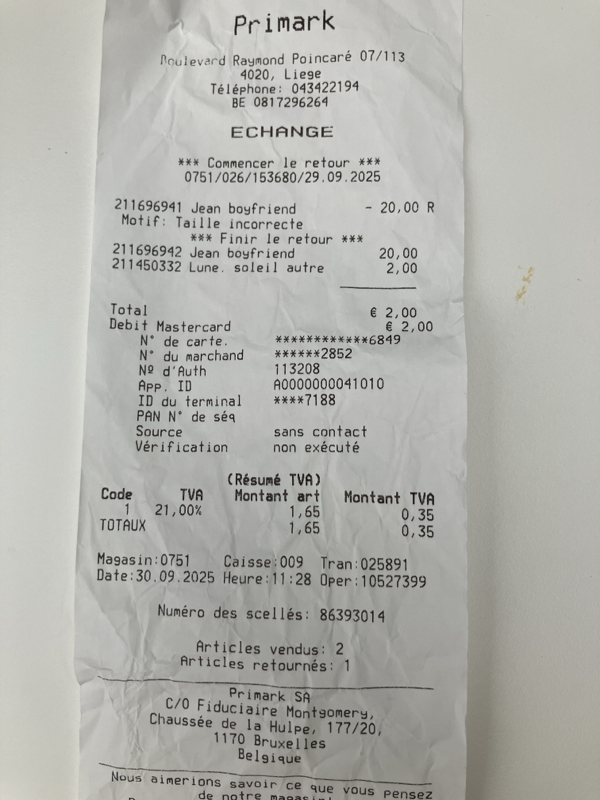 Primark
Boulevard Raymond Poincaré 07/113
4020, Liege
Téléphone: 043422194
BE 0817296264
ECHANGE
*** Commencer le retour ***
0751/026/153680/29.09.2025
211696941 Jean boyfriend - 20,00 R
Motif: Taille incorrecte
*** Finir le retour ***
211696942 Jean boyfriend 20,00
211450332 Lune. soleil autre 2,00
Total € 2,00
Debit Mastercard € 2,00
N° de carte. ************6849
N° du marchand ******2852
Nº d'Auth 113208
App. ID A0000000041010
ID du terminal ****7188
PAN N° de séq
Source sans contact
Vérification non exécuté
(Résumé TVA)
Code TVA Montant art Montant TVA
1 21,00% 1,65 0,35
TOTAUX 1,65 0,35
Magasin:0751 Caisse:009 Tran:025891
Date:30.09.2025 Heure:11:28 Oper:10527399
Numéro des scellés: 86393014
Articles vendus: 2
Articles retournés: 1
Primark SA
C/O Fiduciaire Montgomery,
Chaussée de la Hulpe, 177/20,
1170 Bruxelles
Belgique
Nous aimerions savoir ce que vous pensez
de notre magasin